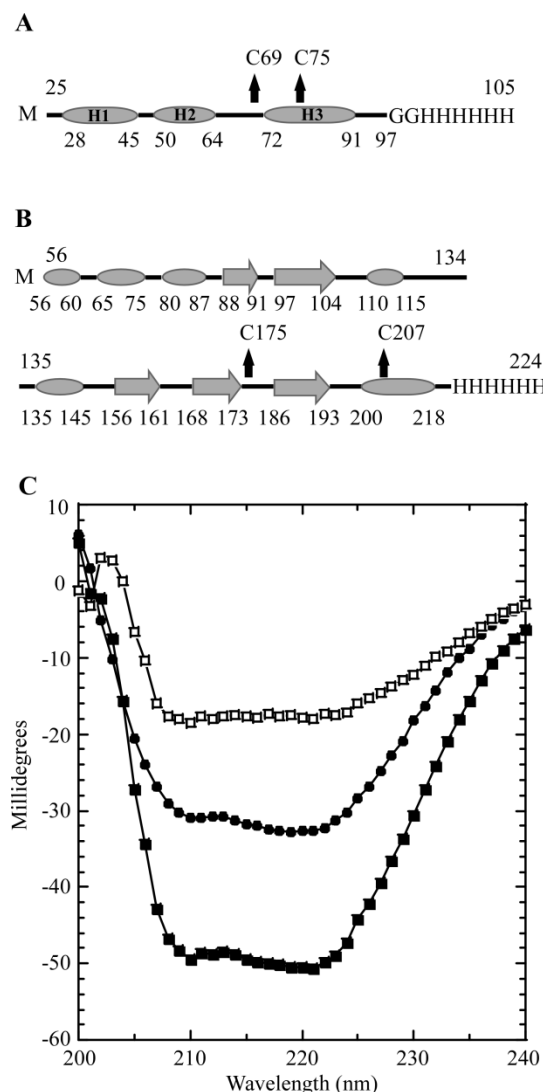 A
C69 C75
25 105
M H1 H2 H3 GGHHHHHHH
28 45 50 64 72 91 97
B
56 134
M
56 60 65 75 80 87 88 91 97 104 110 115
C175 C207
135 224
HHHHHH
135 145 156 161 168 173 186 193 200 218
C
10
0
-10
-20
-30
-40
-50
-60
Millidegrees
200 210 220 230 240
Wavelength (nm)